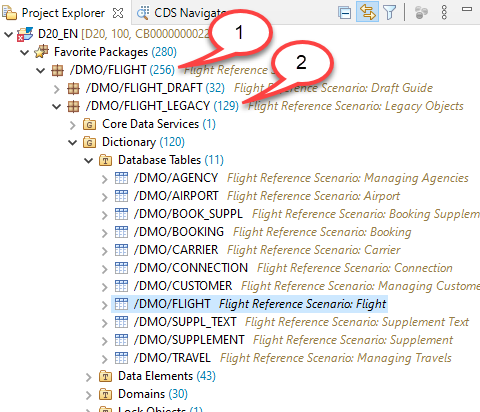 Project Explorer CDS Navigat
D20_EN [D20, 100, CB0000000022
1
Favorite Packages (280)
2
/DMO/FLIGHT (256) Flight Reference S
/DMO/FLIGHT_DRAFT (32) Flight Reference Scenario: Draft Guide
/DMO/FLIGHT_LEGACY (129) Flight Reference Scenario: Legacy Objects
Core Data Services (1)
Dictionary (120)
Database Tables (11)
/DMO/AGENCY Flight Reference Scenario: Managing Agencies
/DMO/AIRPORT Flight Reference Scenario: Airport
/DMO/BOOK_SUPPL Flight Reference Scenario: Booking Supplem
/DMO/BOOKING Flight Reference Scenario: Booking
/DMO/CARRIER Flight Reference Scenario: Carrier
/DMO/CONNECTION Flight Reference Scenario: Connection
/DMO/CUSTOMER Flight Reference Scenario: Managing Custome
/DMO/FLIGHT Flight Reference Scenario: Flight
/DMO/SUPPL_TEXT Flight Reference Scenario: Supplement Text
/DMO/SUPPLEMENT Flight Reference Scenario: Supplement
/DMO/TRAVEL Flight Reference Scenario: Managing Travels
Data Elements (43)
Domains (30)
Lock Objects (1)